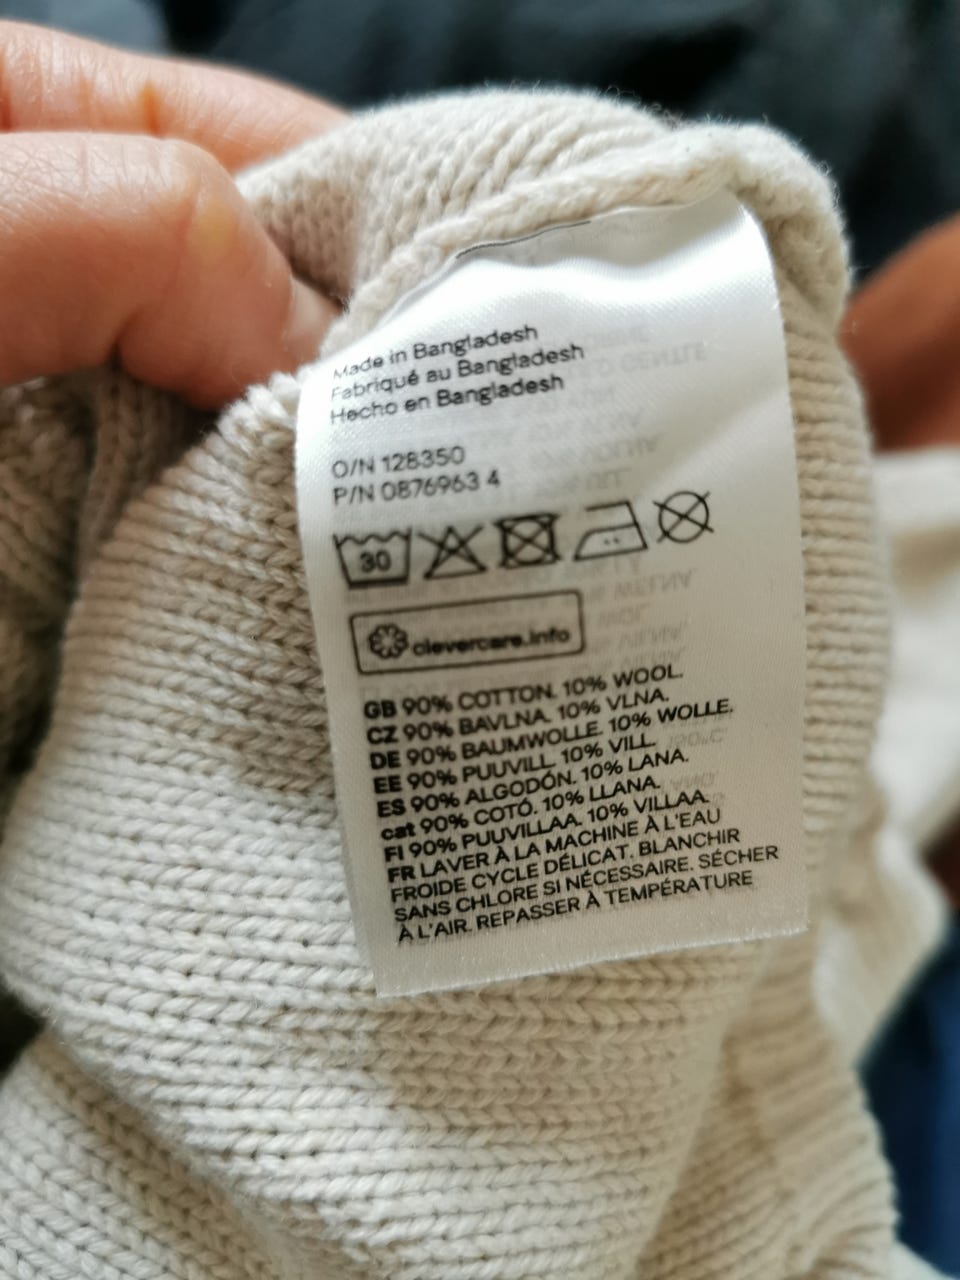 Made in Bangladesh
Fabriqué au Bangladesh
Hecho en Bangladesh
O/N 128350
P/N 0876963 4
30
clevercare.info
GB 90% COTTON. 10% WOOL.
CZ 90% BAVLNA. 10% VLNA.
DE 90% BAUMWOLLE. 10% WOLLE.
EE 90% PUUVILL. 10% VILL.
ES 90% ALGODÓN. 10% LANA.
cat 90% COTÓ. 10% LLANA.
FI 90% PUUVILLAA. 10% VILLAA.
FR LAVER À LA MACHINE À L'EAU
FROIDE CYCLE DÉLICAT. BLANCHIR
SANS CHLORE SI NÉCESSAIRE. SÉCHER
À L'AIR. REPASSER À TEMPÉRATURE